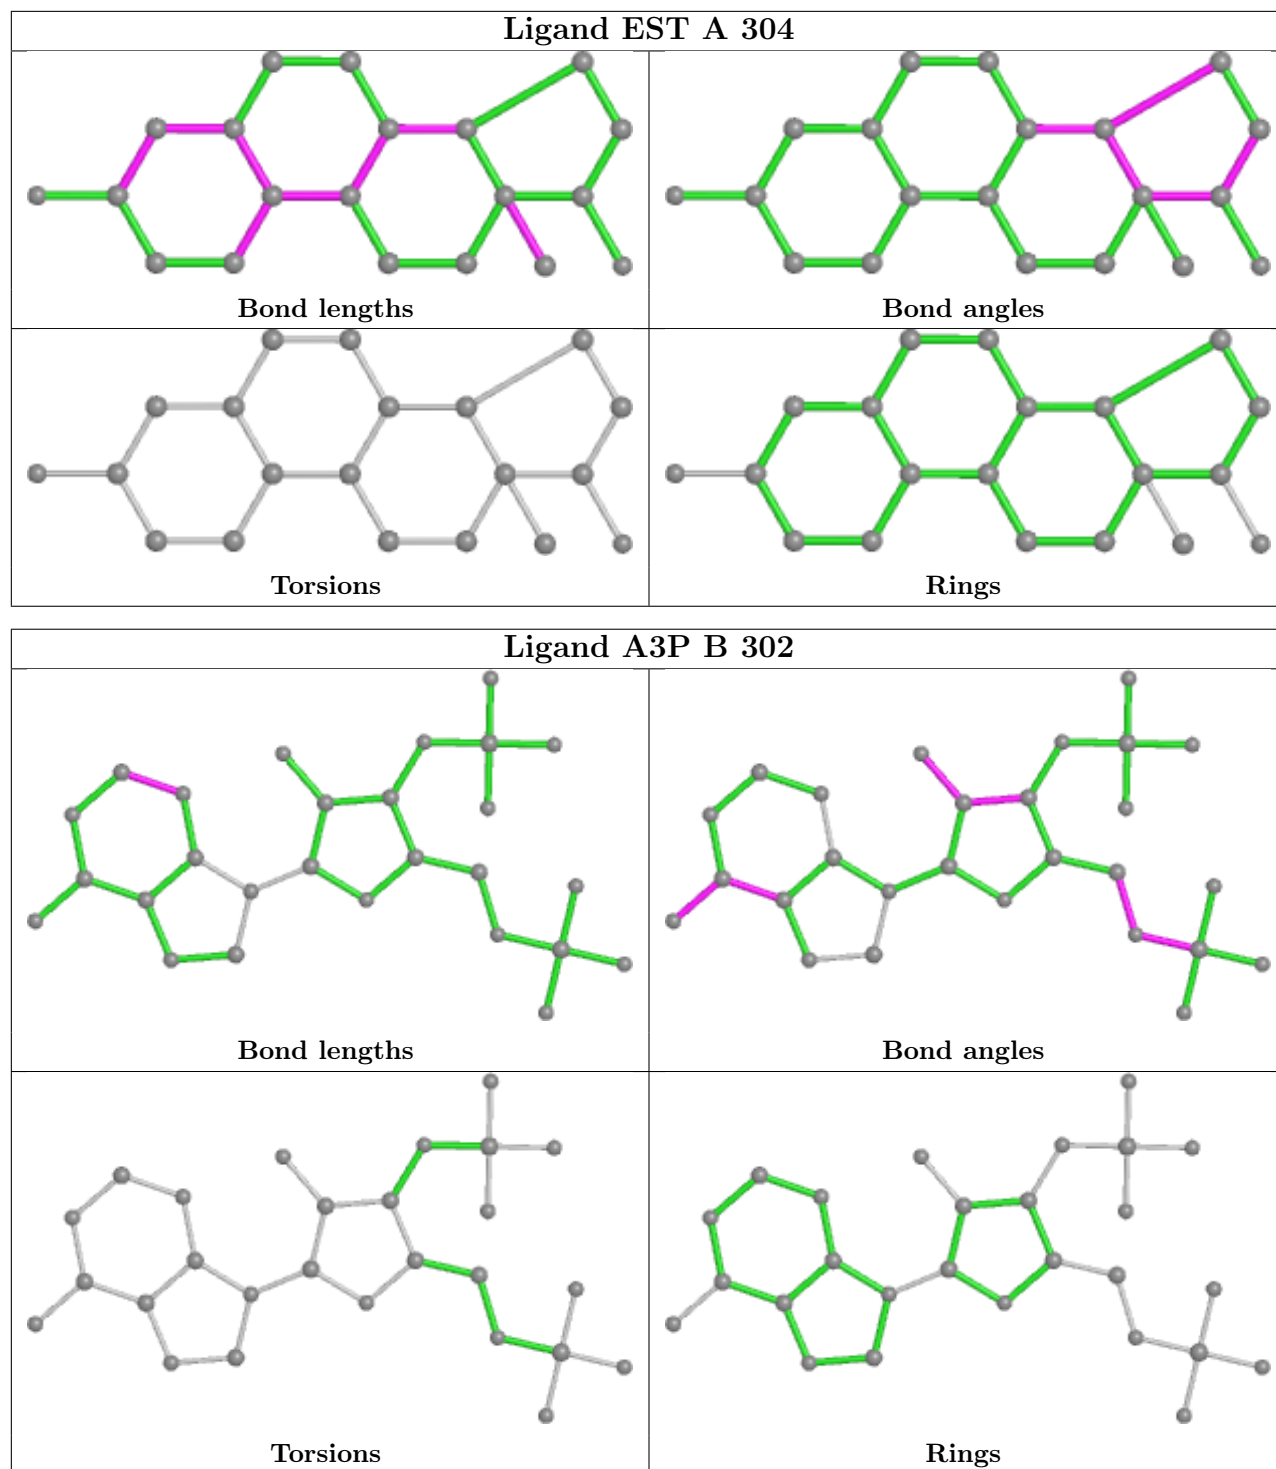 Ligand EST A 304
Bond lengths
Bond angles
Torsions
Rings
Ligand A3P B 302
Bond lengths
Bond angles
Torsions
Rings